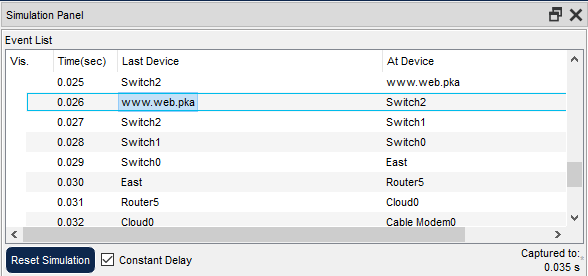 Simulation Panel
Event List
Vis. Time(sec) Last Device At Device
0.025 Switch2 www.web.pka
0.026 www.web.pka Switch2
0.027 Switch2 Switch1
0.028 Switch1 Switch0
0.029 Switch0 East
0.030 East Router5
0.031 Router5 Cloud0
0.032 Cloud0 Cable Modem0
Reset Simulation Constant Delay Captured to:
0.035 s